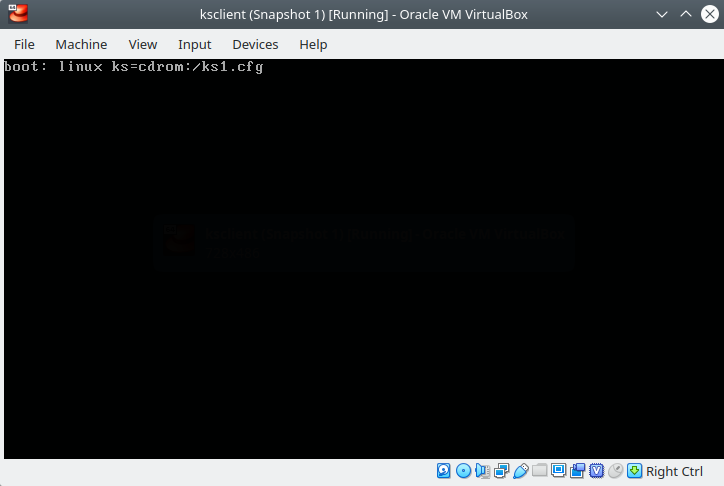 ksclient (Snapshot 1) [Running] - Oracle VM VirtualBox
File Machine View Input Devices Help
boot: linux ks=cdrom:/ks1.cfg
Right Ctrl